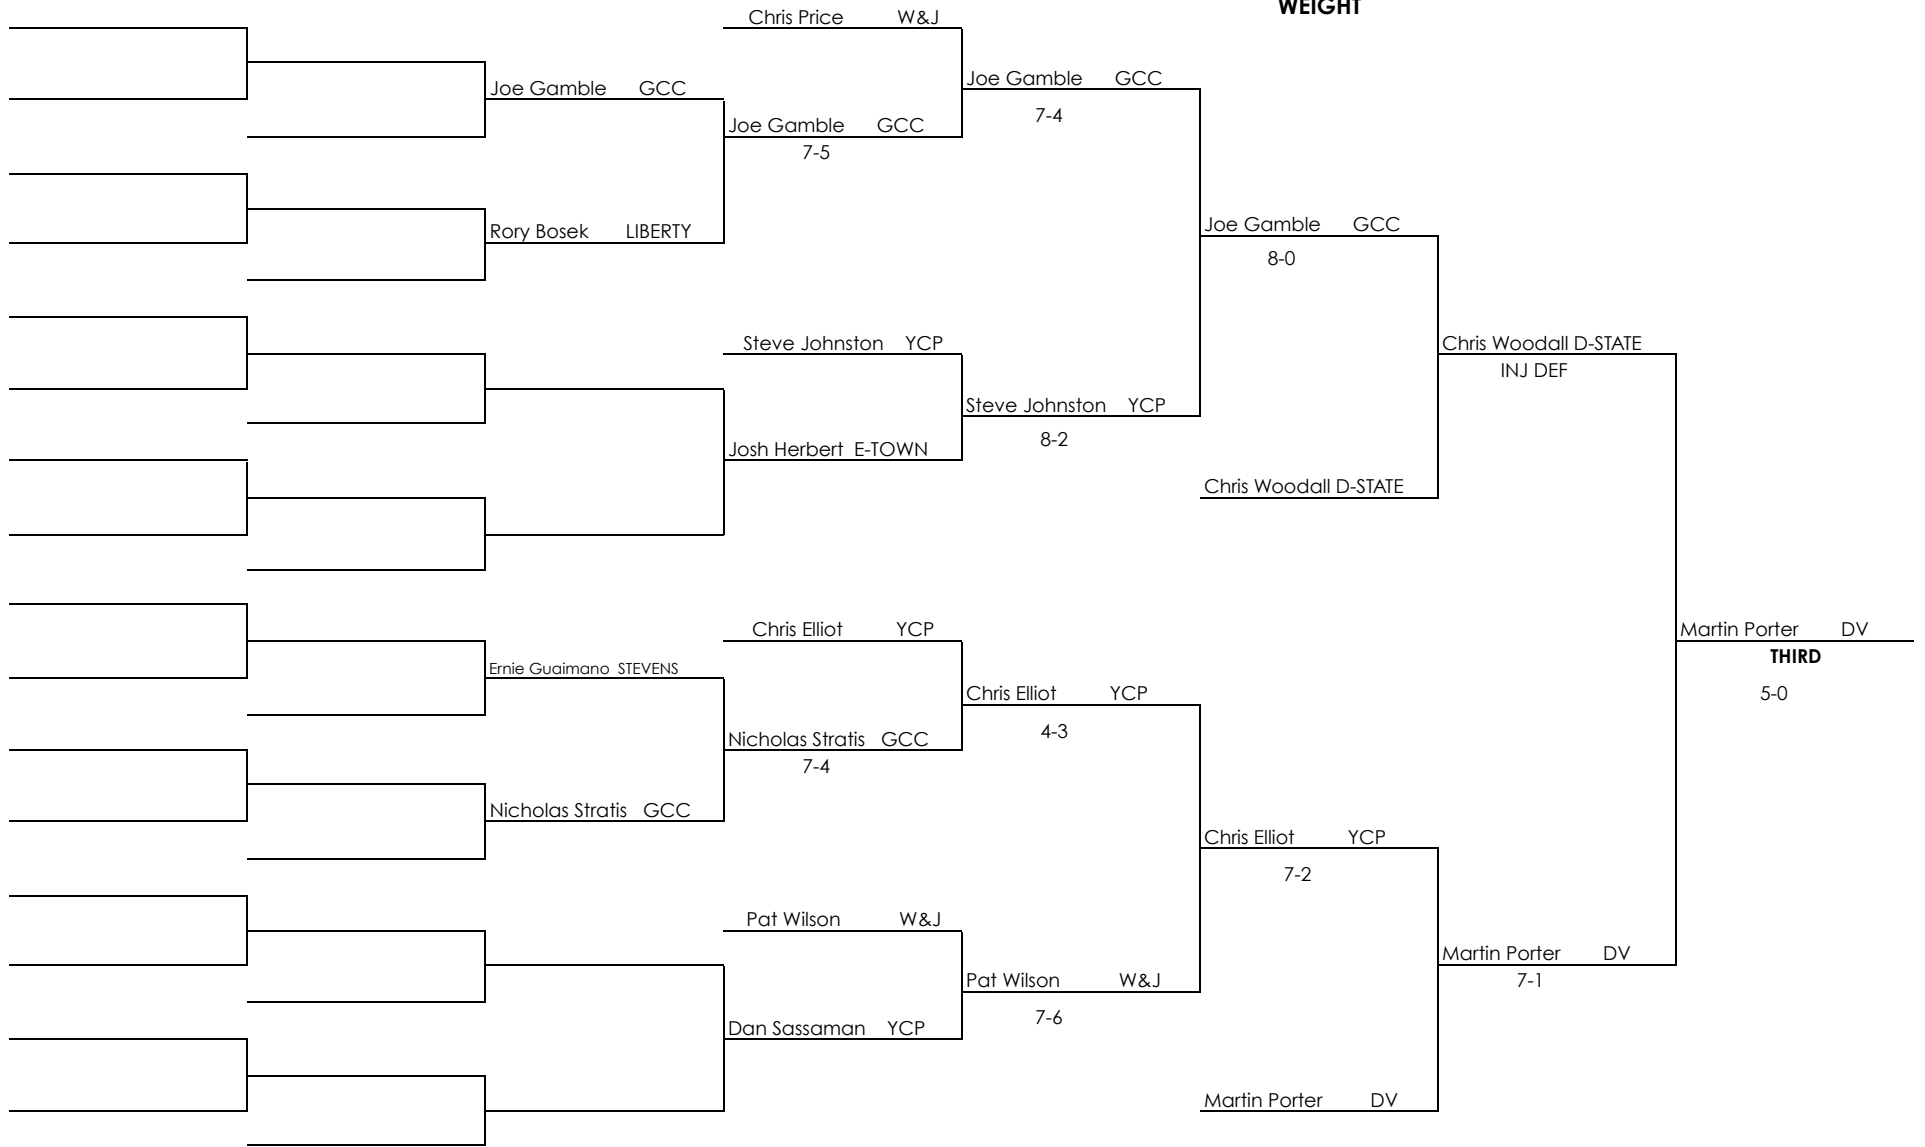 WEIGHT
Chris Price W&J
Joe Gamble GCC
Joe Gamble GCC
7-4
Joe Gamble GCC
7-5
Rory Bosek LIBERTY
Joe Gamble GCC
8-0
Steve Johnston YCP
Chris Woodall D-STATE
INJ DEF
Steve Johnston YCP
8-2
Josh Herbert E-TOWN
Chris Woodall D-STATE
Chris Elliot YCP
Martin Porter DV
THIRD
5-0
Ernie Guaimano STEVENS
Chris Elliot YCP
4-3
Nicholas Stratis GCC
7-4
Nicholas Stratis GCC
Chris Elliot YCP
7-2
Pat Wilson W&J
Martin Porter DV
7-1
Pat Wilson W&J
7-6
Dan Sassaman YCP
Martin Porter DV